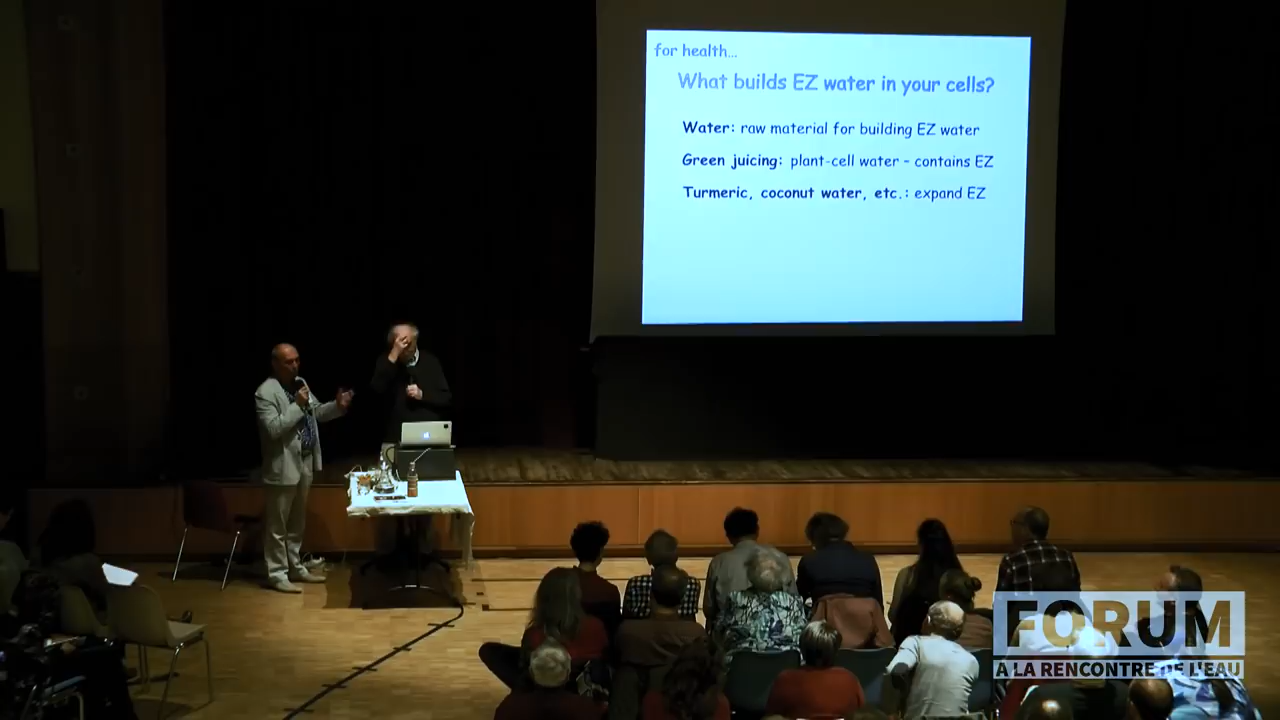 for health...
What builds EZ water in your cells?
Water: raw material for building EZ water
Green juicing: plant-cell water - contains EZ
Turmeric, coconut water, etc.: expand EZ
FORUM
A LA RENCONTRE DE L'EAU